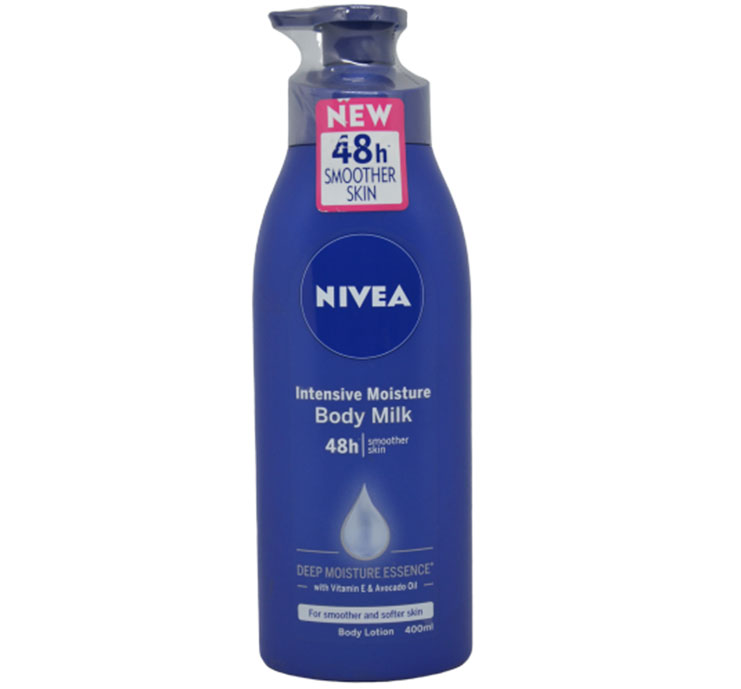 NEW
48h
SMOOTHER
SKIN
NIVEA
Intensive Moisture
Body Milk
48h smoother
skin
DEEP MOISTURE ESSENCE*
with Vitamin E & Avocado Oil
For smoother and softer skin
Body Lotion 400ml